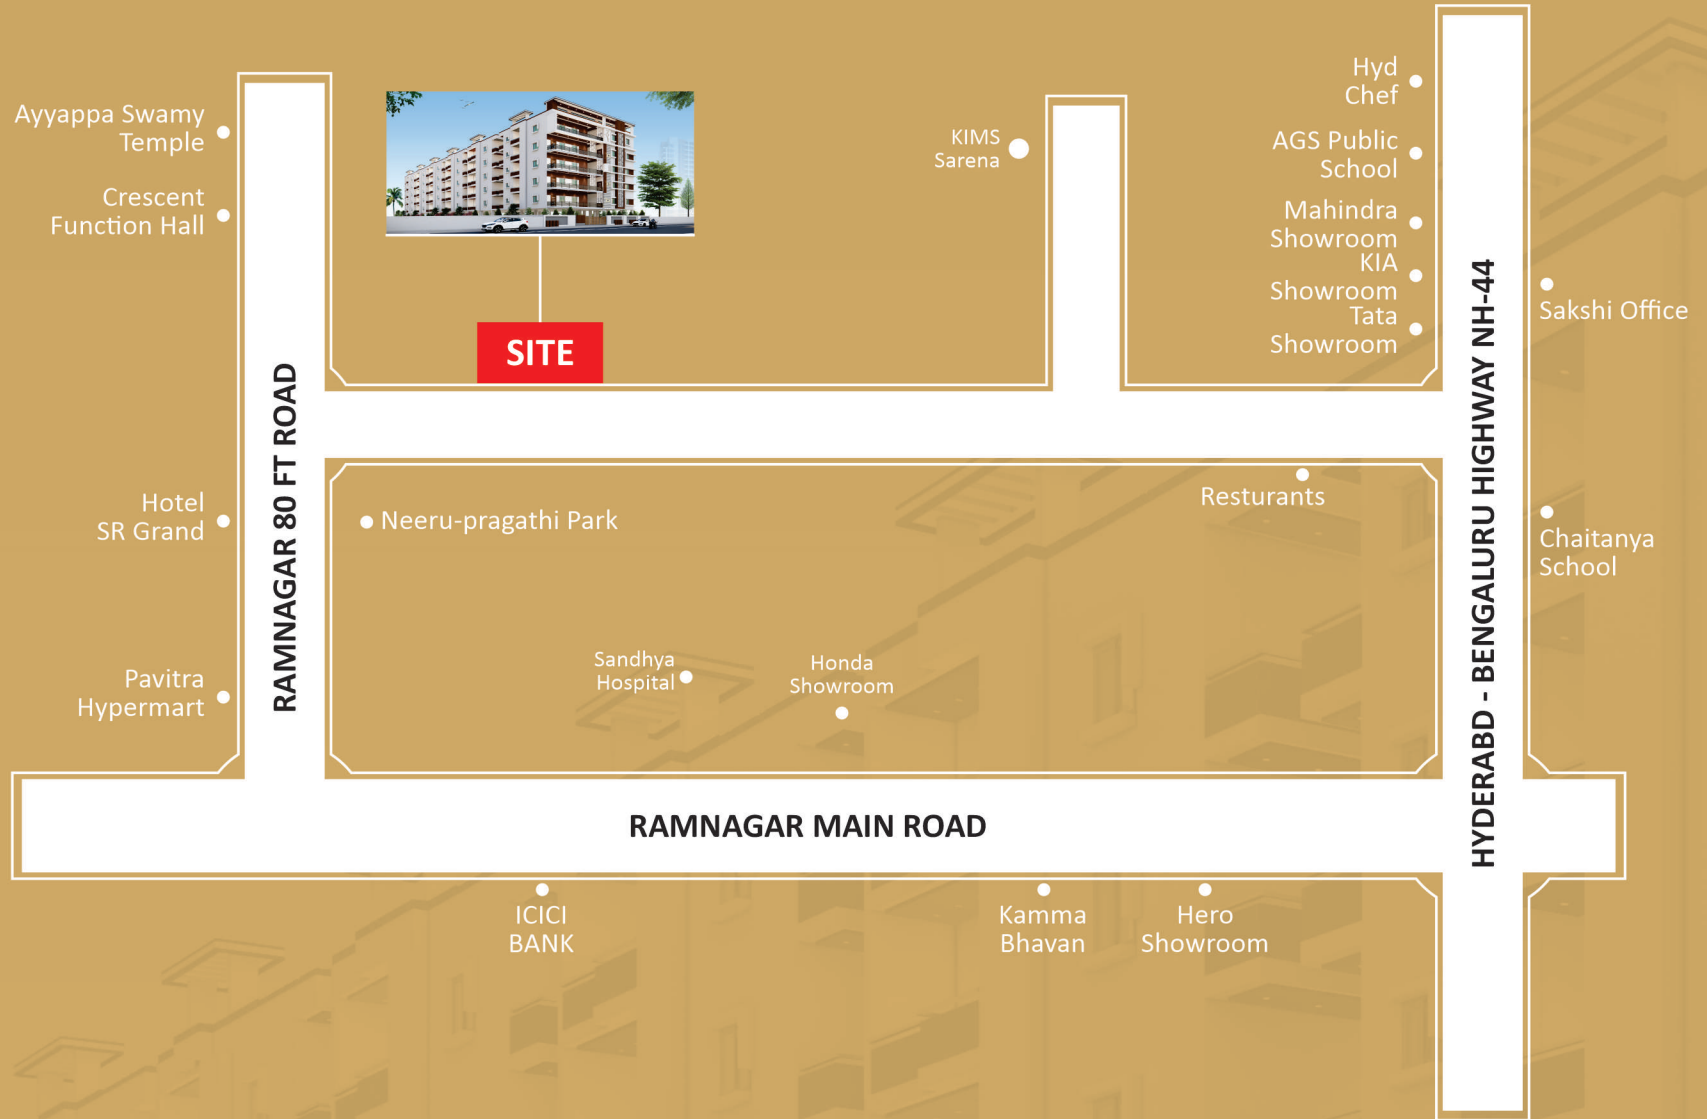 Ayyappa Swamy
Temple
Crescent
Function Hall
Hotel
SR Grand
Pavitra
Hypermart
RAMNAGAR 80 FT ROAD
SITE
KIMS
Sarena
Hyd
Chef
AGS Public
School
Mahindra
Showroom
KIA
Showroom
Tata
Showroom
HYDERABD - BENGALURU HIGHWAY NH-44
Sakshi Office
Chaitanya
School
Resturants
Neeru-pragathi Park
Sandhya
Hospital
Honda
Showroom
RAMNAGAR MAIN ROAD
ICICI
BANK
Kamma
Bhavan
Hero
Showroom